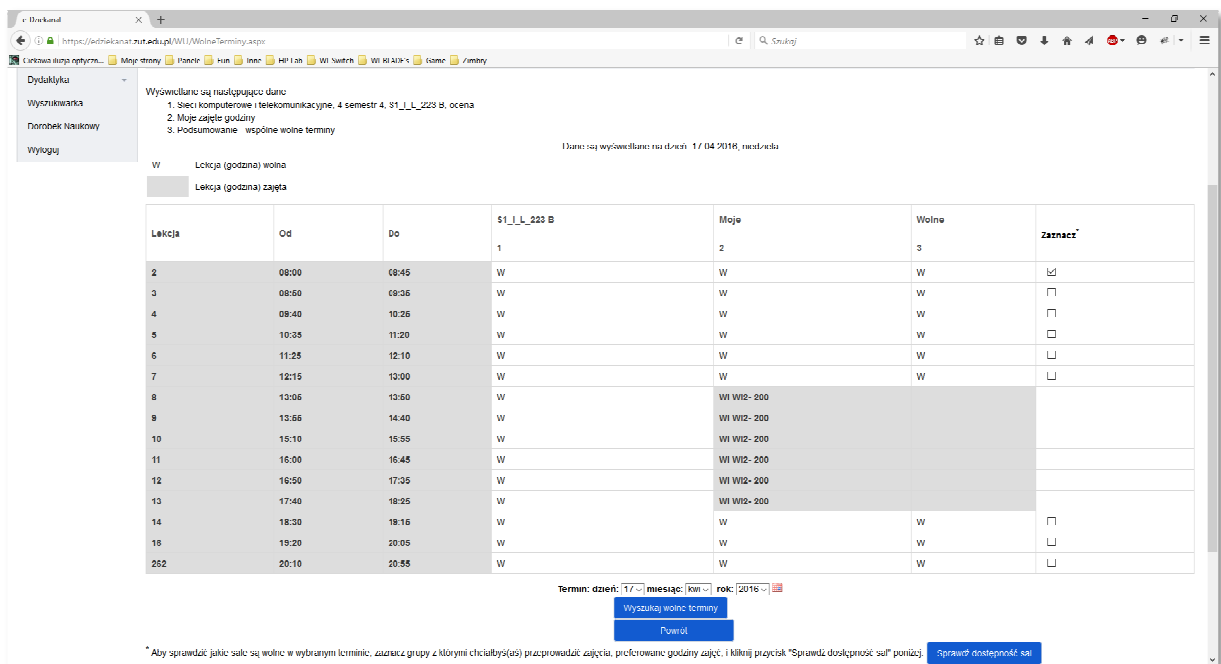 e-Dziekanat
https://edziekanat.zut.edu.pl/WU/WolneTerminy.aspx
Szukaj
Ciekawa iluzja optyczn... Moje strony Panele Fun Inne HP Lab WI Switch WI BLADE's Game Zimbry
Dydaktyka
Wyszukiwarka
Dorobek Naukowy
Wyloguj
Wyświetlane są następujące dane
1. Sieci komputerowe i telekomunikacyjne, 4 semestr 4, S1_I_L_223 B, ocena
2. Moje zajęte godziny
3. Podsumowanie - wspólne wolne terminy
Dane są wyświetlane na dzień: 17.04.2016, niedziela
W Lekcja (godzina) wolna
Lekcja (godzina) zajęta
Lekcja Od Do S1_I_L_223 B Moje Wolne Zaznacz*
1 2 3
2 08:00 08:45 W W W
3 08:50 09:35 W W W
4 09:40 10:25 W W W
5 10:35 11:20 W W W
6 11:25 12:10 W W W
7 12:15 13:00 W W W
8 13:05 13:50 W WI WI2- 200
9 13:55 14:40 W WI WI2- 200
10 15:10 15:55 W WI WI2- 200
11 16:00 16:45 W WI WI2- 200
12 16:50 17:35 W WI WI2- 200
13 17:40 18:25 W WI WI2- 200
14 18:30 19:15 W W W
15 19:20 20:05 W W W
262 20:10 20:55 W W W
Termin: dzień: 17 miesiąc: kwi rok: 2016
Wyszukaj wolne terminy
Powrót
* Aby sprawdzić jakie sale są wolne w wybranym terminie, zaznacz grupy z którymi chciałbyś(aś) przeprowadzić zajęcia, preferowane godziny zajęć, i kliknij przycisk "Sprawdź dostępność sal" poniżej. Sprawdź dostępność sal